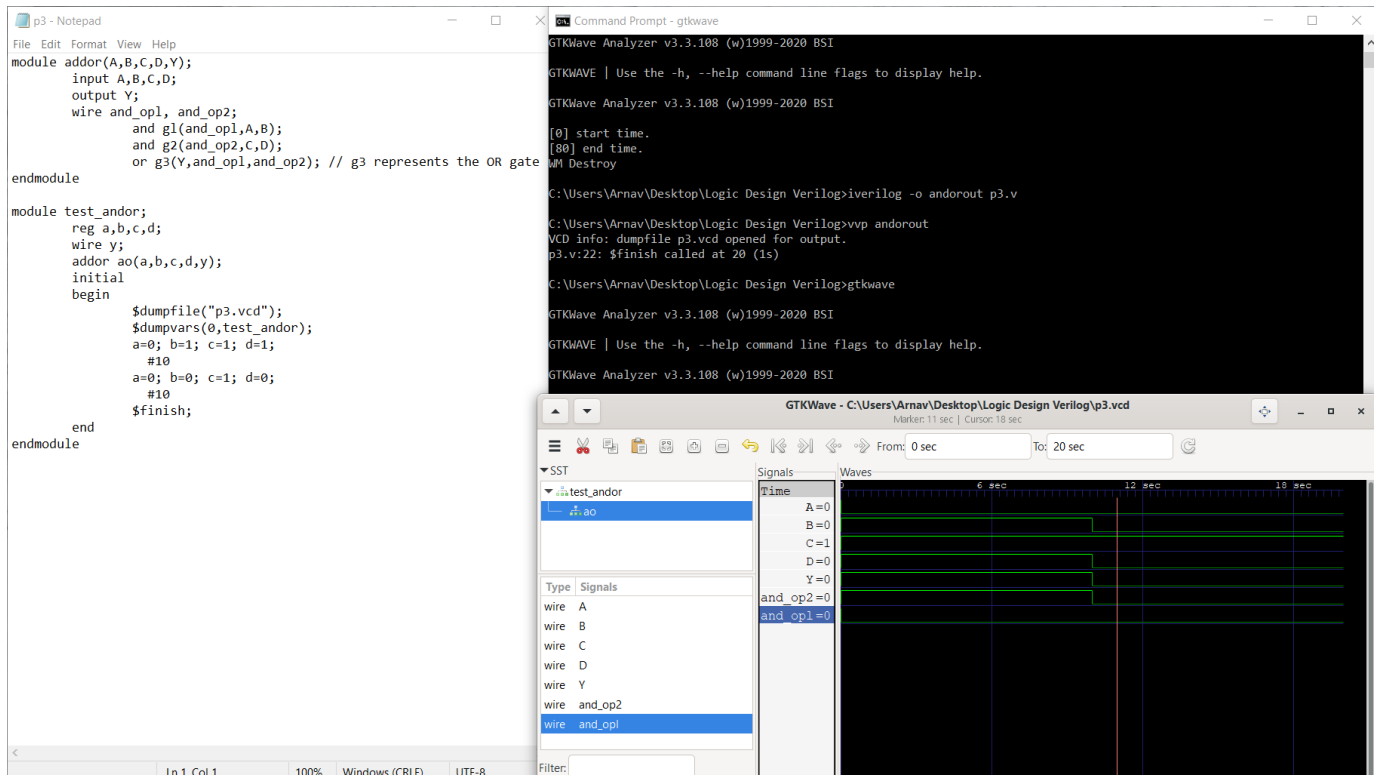 p3 - Notepad
File Edit Format View Help
module addor(A,B,C,D,Y);
input A,B,C,D;
output Y;
wire and_opl, and_op2;
and gl(and_opl,A,B);
and g2(and_op2,C,D);
or g3(Y,and_opl,and_op2); // g3 represents the OR gate
endmodule
module test_andor;
reg a,b,c,d;
wire y;
addor ao(a,b,c,d,y);
initial
begin
$dumpfile("p3.vcd");
$dumpvars(0,test_andor);
a=0; b=1; c=1; d=1;
#10
a=0; b=0; c=1; d=0;
#10
$finish;
end
endmodule
Ln 1, Col 1 100% Windows (CRLF) UTF-8
Command Prompt - gtkwave
GTKWave Analyzer v3.3.108 (w)1999-2020 BSI
GTKWAVE | Use the -h, --help command line flags to display help.
GTKWave Analyzer v3.3.108 (w)1999-2020 BSI
[0] start time.
[80] end time.
WM Destroy
C:\Users\Arnav\Desktop\Logic Design Verilog>iverilog -o andorout p3.v
C:\Users\Arnav\Desktop\Logic Design Verilog>vvp andorout
VCD info: dumpfile p3.vcd opened for output.
p3.v:22: $finish called at 20 (1s)
C:\Users\Arnav\Desktop\Logic Design Verilog>gtkwave
GTKWave Analyzer v3.3.108 (w)1999-2020 BSI
GTKWAVE | Use the -h, --help command line flags to display help.
GTKWave Analyzer v3.3.108 (w)1999-2020 BSI
GTKWave - C:\Users\Arnav\Desktop\Logic Design Verilog\p3.vcd
Marker: 11 sec | Cursor: 18 sec
From: 0 sec To: 20 sec
SST
test_andor
ao
Type Signals
wire A
wire B
wire C
wire D
wire Y
wire and_op2
wire and_opl
Filter:
Signals
Time
A=0
B=0
C=1
D=0
Y=0
and_op2=0
and_opl=0
Waves
0 6 sec 12 sec 18 sec